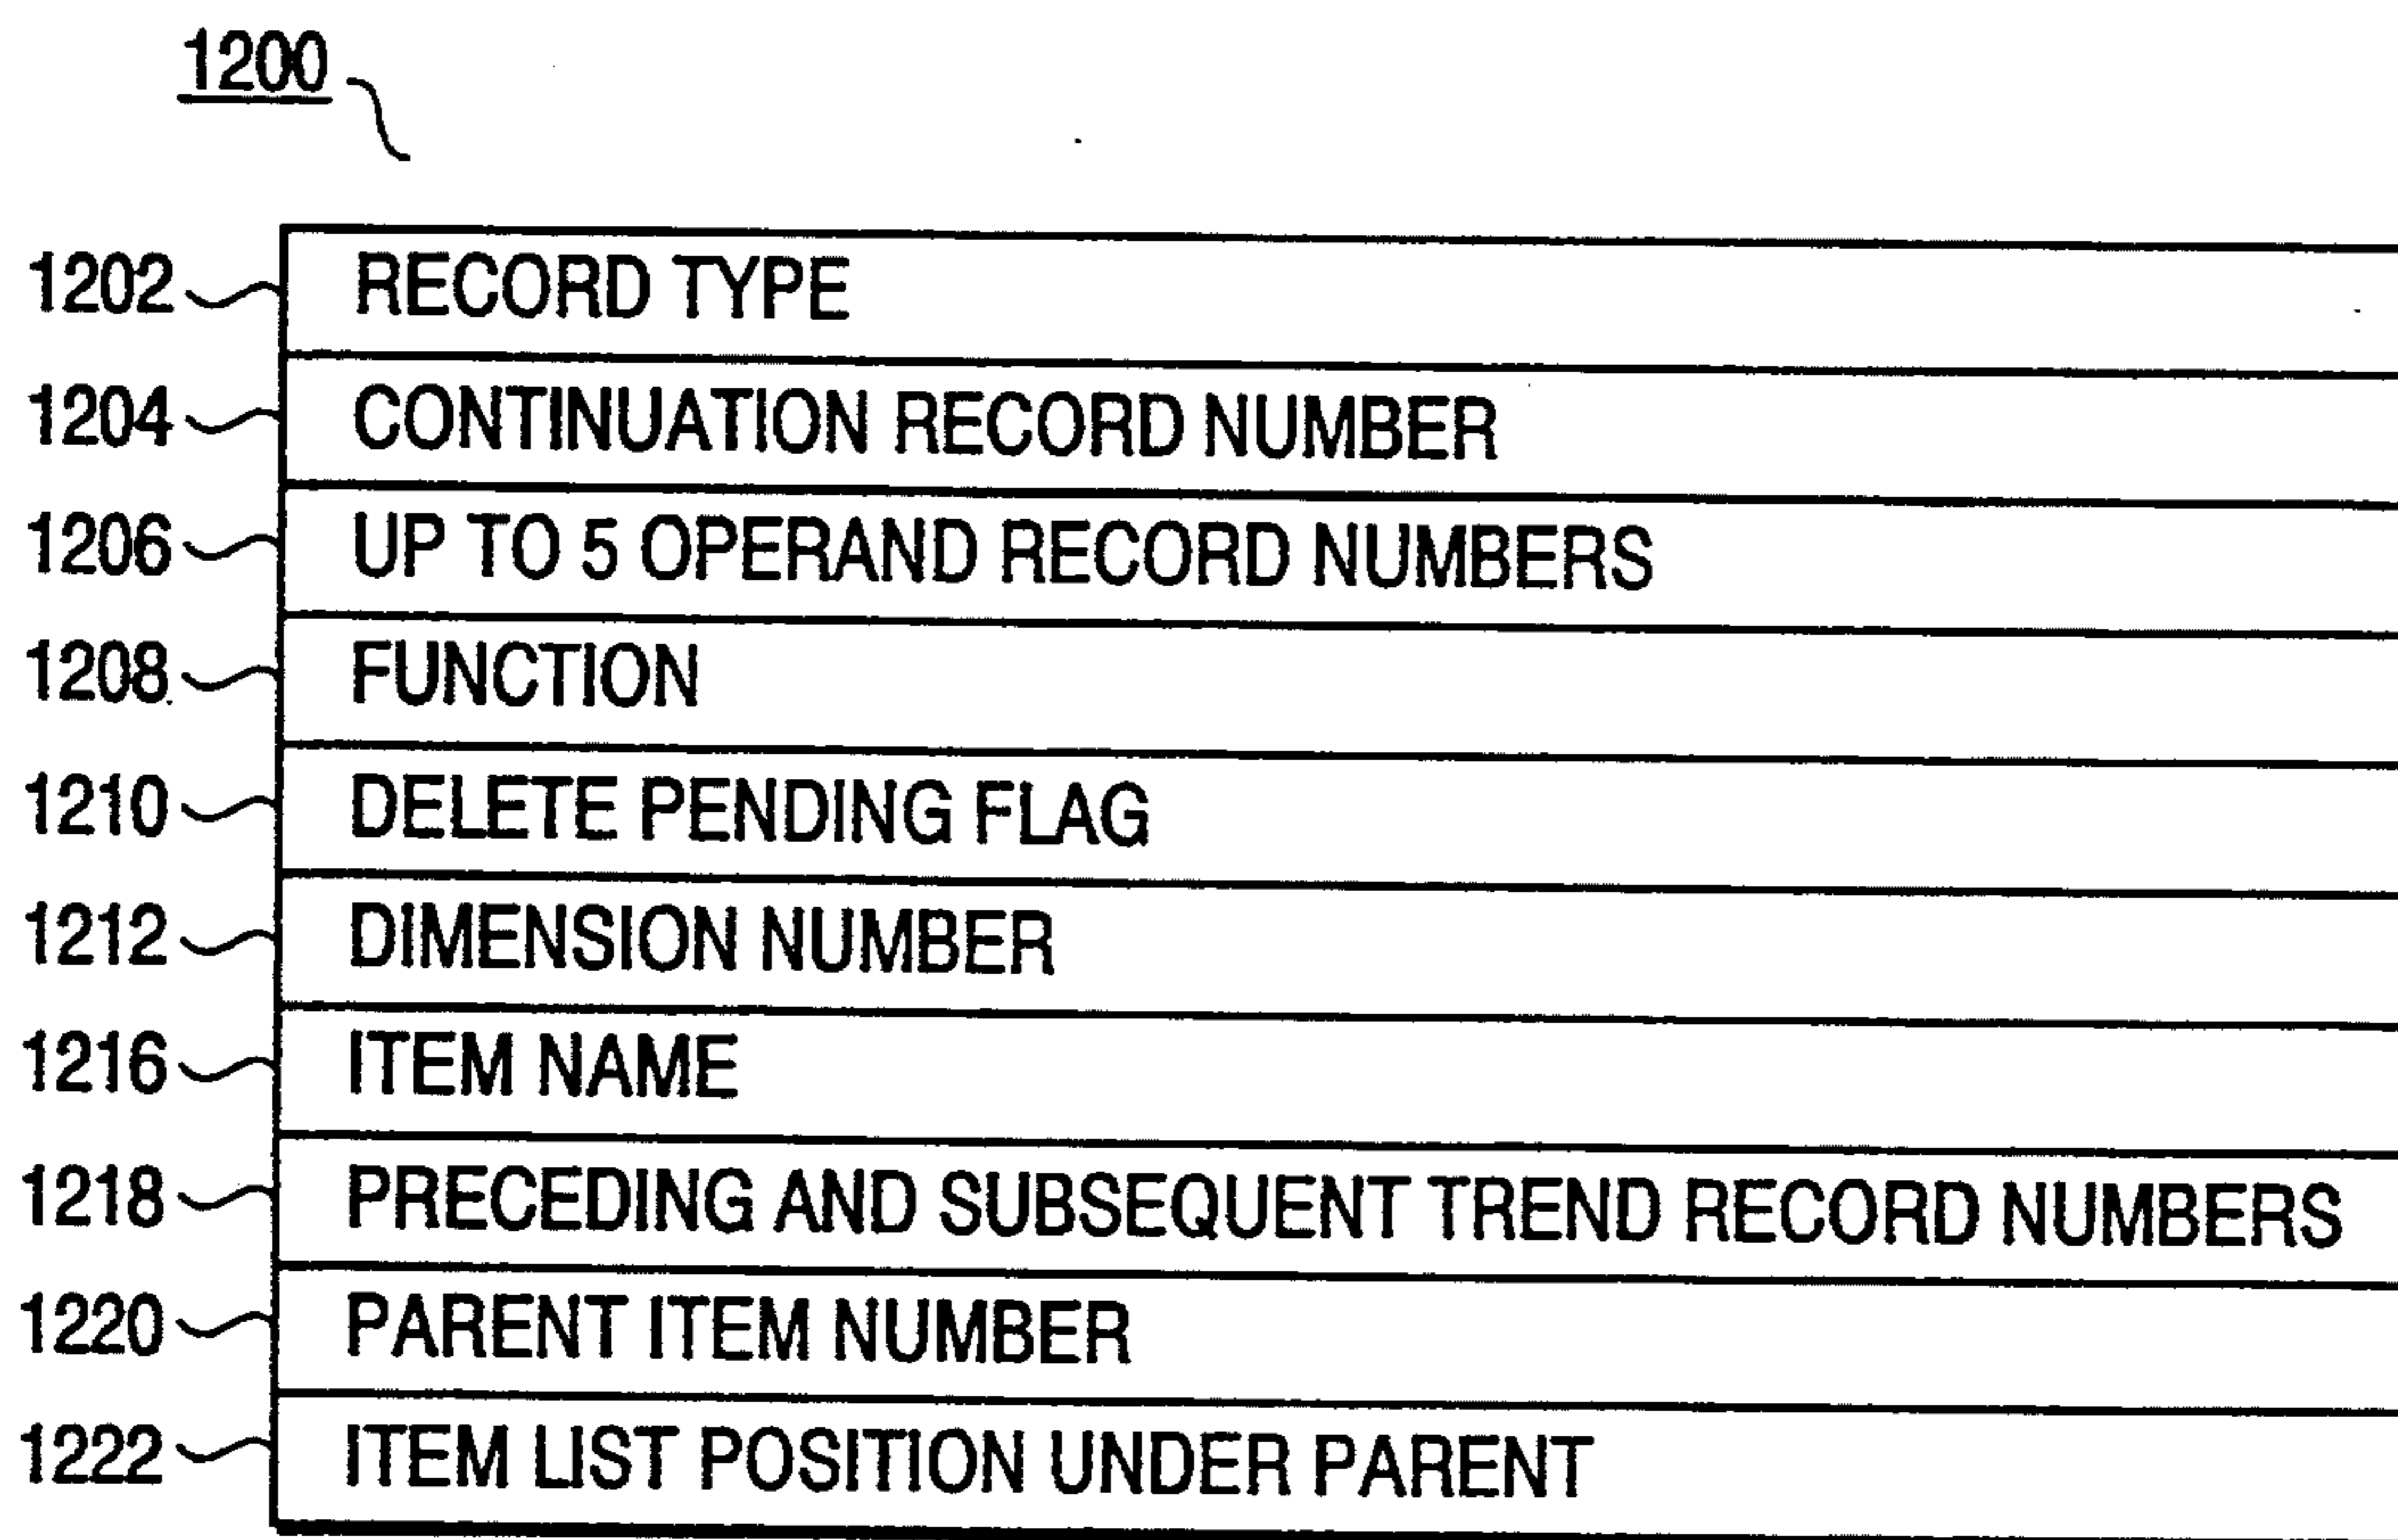 1200
1202 RECORD TYPE
1204 CONTINUATION RECORD NUMBER
1206 UP TO 5 OPERAND RECORD NUMBERS
1208 FUNCTION
1210 DELETE PENDING FLAG
1212 DIMENSION NUMBER
1216 ITEM NAME
1218 PRECEDING AND SUBSEQUENT TREND RECORD NUMBERS
1220 PARENT ITEM NUMBER
1222 ITEM LIST POSITION UNDER PARENT